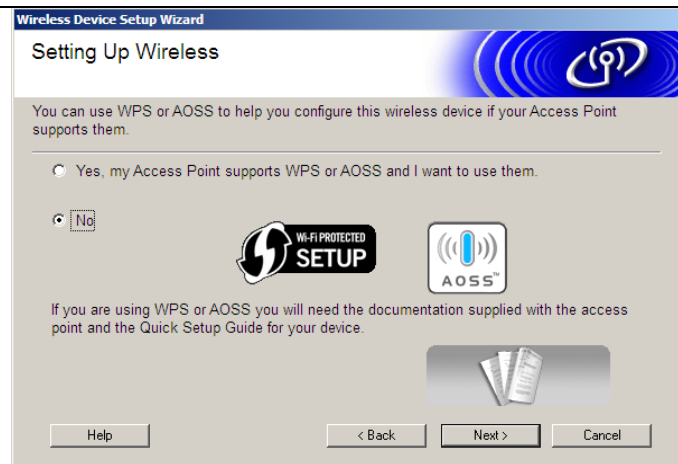 Wireless Device Setup Wizard
Setting Up Wireless
You can use WPS or AOSS to help you configure this wireless device if your Access Point
supports them.
Yes, my Access Point supports WPS or AOSS and I want to use them.
No
Wi-Fi PROTECTED
SETUP
AOSS™
If you are using WPS or AOSS you will need the documentation supplied with the access
point and the Quick Setup Guide for your device.
Help
< Back
Next >
Cancel